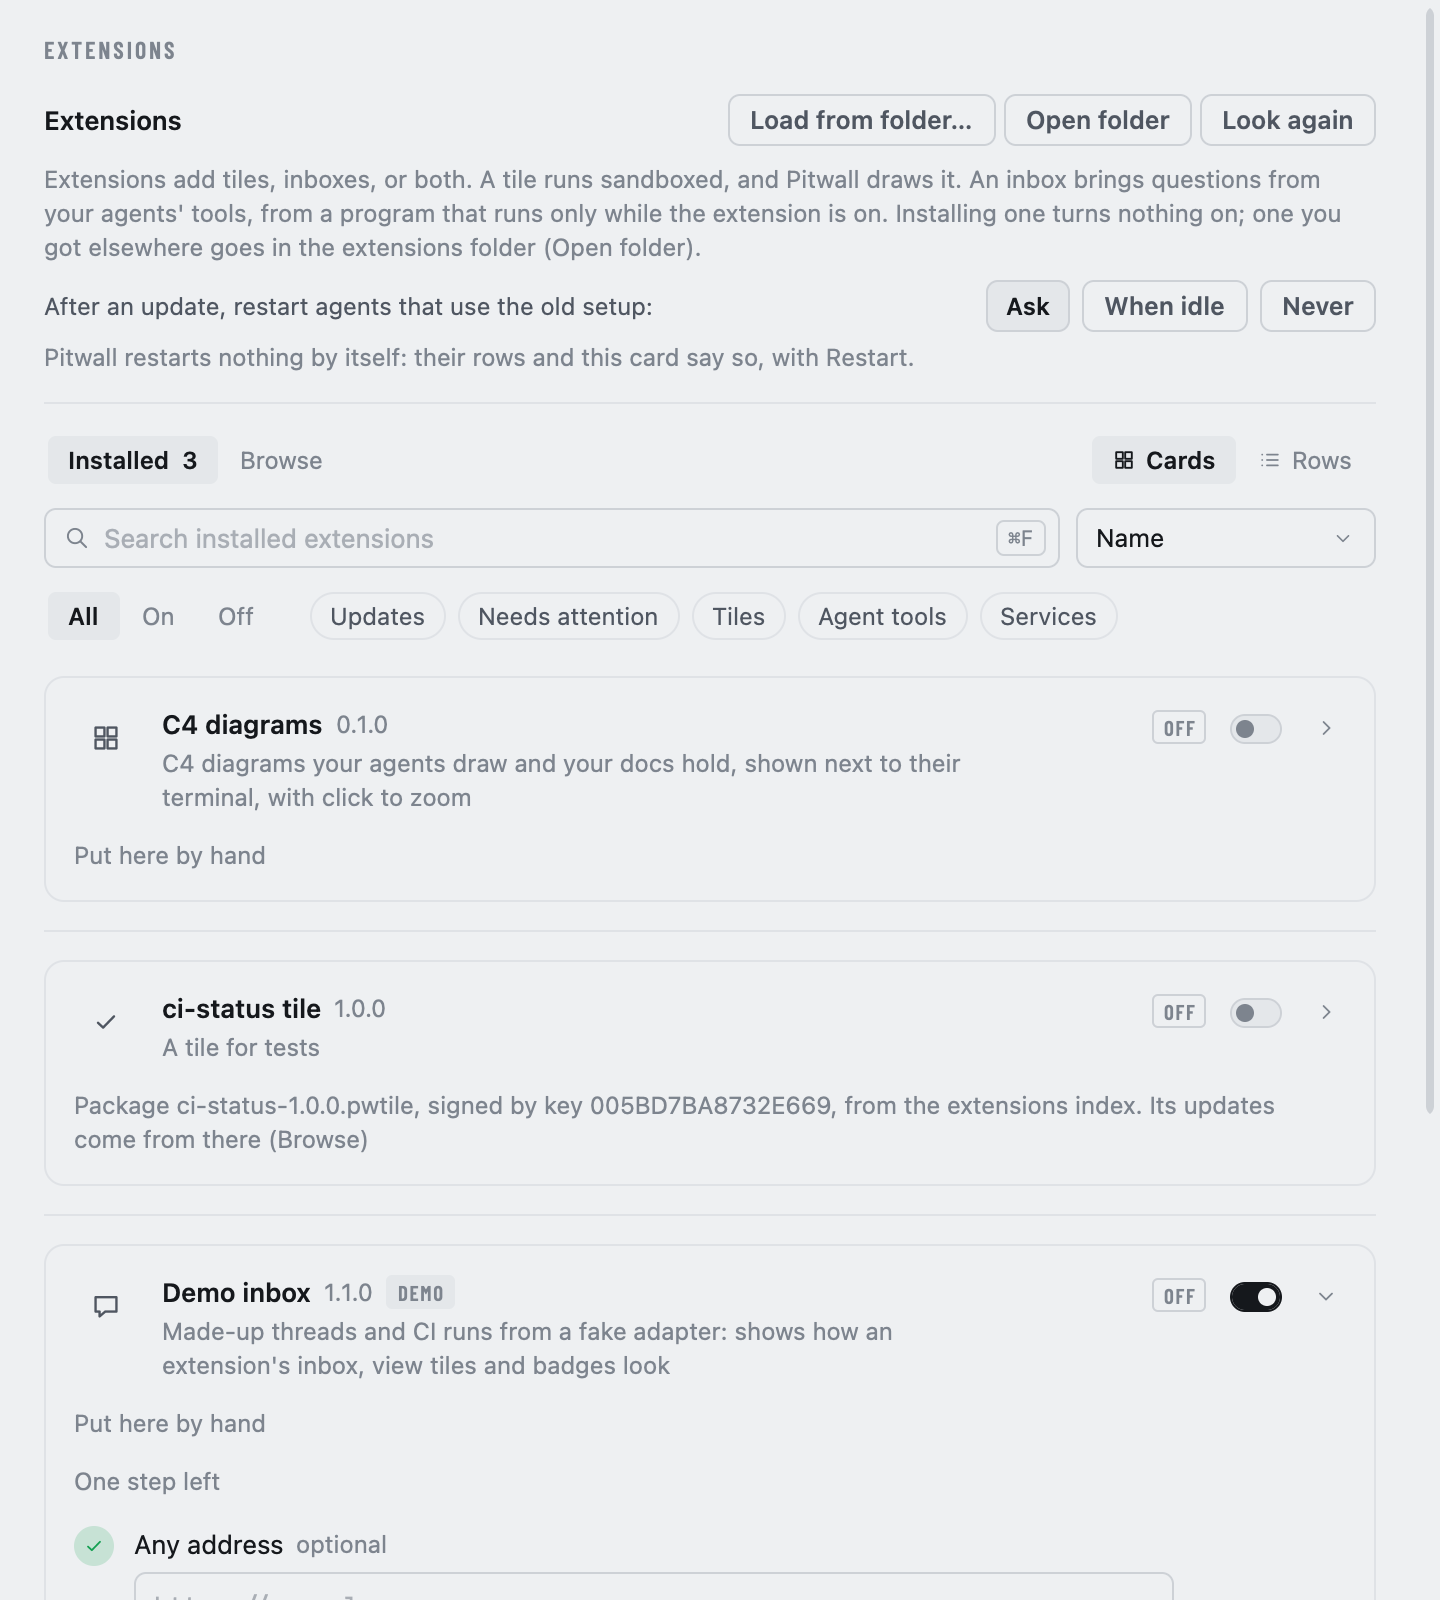 EXTENSIONS
Extensions
Load from folder...
Open folder
Look again
Extensions add tiles, inboxes, or both. A tile runs sandboxed, and Pitwall draws it. An inbox brings questions from
your agents' tools, from a program that runs only while the extension is on. Installing one turns nothing on; one you
got elsewhere goes in the extensions folder (Open folder).
After an update, restart agents that use the old setup:
Ask
When idle
Never
Pitwall restarts nothing by itself: their rows and this card say so, with Restart.
Installed 3
Browse
Cards
Rows
Search installed extensions
⌘F
Name
All
On
Off
Updates
Needs attention
Tiles
Agent tools
Services
C4 diagrams 0.1.0
OFF
C4 diagrams your agents draw and your docs hold, shown next to their
terminal, with click to zoom
Put here by hand
ci-status tile 1.0.0
OFF
A tile for tests
Package ci-status-1.0.0.pwtile, signed by key 005BD7BA8732E669, from the extensions index. Its updates
come from there (Browse)
Demo inbox 1.1.0 DEMO
OFF
Made-up threads and CI runs from a fake adapter: shows how an
extension's inbox, view tiles and badges look
Put here by hand
One step left
Any address optional